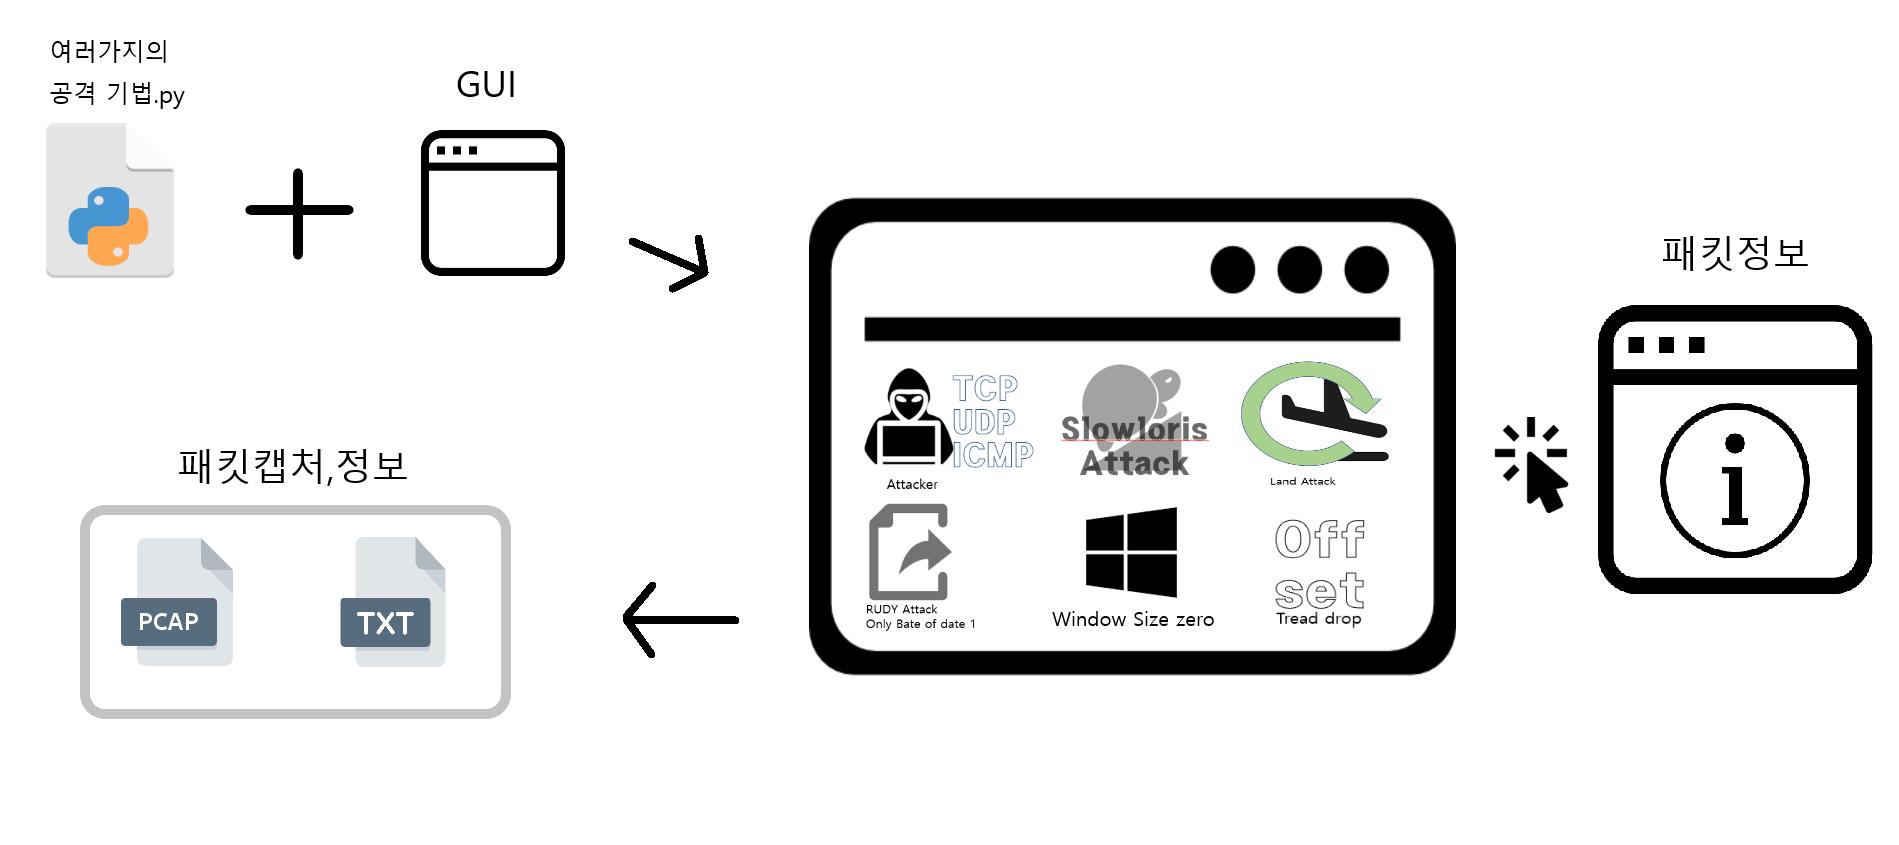 여러가지의
공격 기법.py
GUI
패킷정보
TCP
UDP
ICMP
Attacker
Slowloris
Attack
Land Attack
RUDY Attack
Only Bate of date 1
Window Size zero
Off
set
Tread drop
패킷캡처,정보
PCAP
TXT